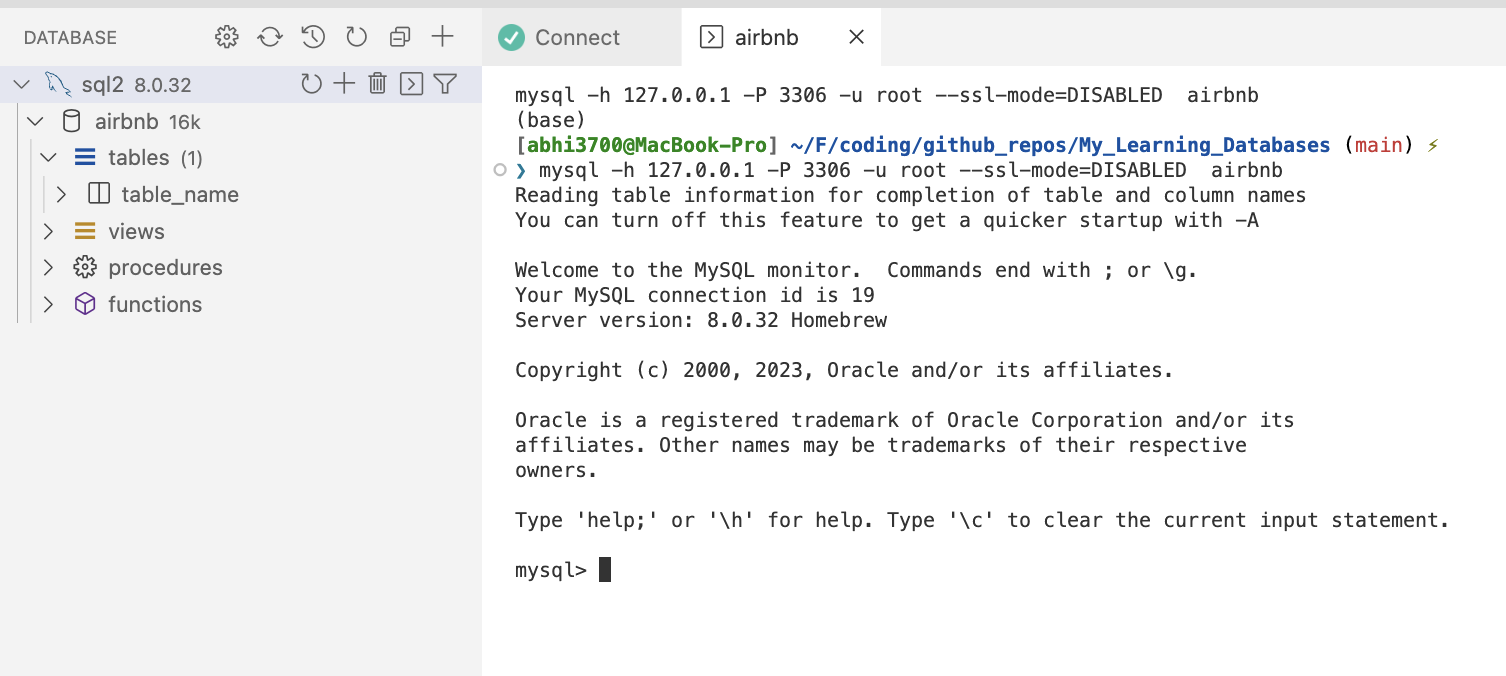 DATABASE
sql2 8.0.32
airbnb 16k
tables (1)
table_name
views
procedures
functions
Connect
airbnb
mysql -h 127.0.0.1 -P 3306 -u root --ssl-mode=DISABLED  airbnb
(base)
[abhi3700@MacBook-Pro] ~/F/coding/github_repos/My_Learning_Databases (main) ⚡
❯ mysql -h 127.0.0.1 -P 3306 -u root --ssl-mode=DISABLED  airbnb
Reading table information for completion of table and column names
You can turn off this feature to get a quicker startup with -A
Welcome to the MySQL monitor.  Commands end with ; or \g.
Your MySQL connection id is 19
Server version: 8.0.32 Homebrew
Copyright (c) 2000, 2023, Oracle and/or its affiliates.
Oracle is a registered trademark of Oracle Corporation and/or its
affiliates. Other names may be trademarks of their respective
owners.
Type 'help;' or '\h' for help. Type '\c' to clear the current input statement.
mysql>